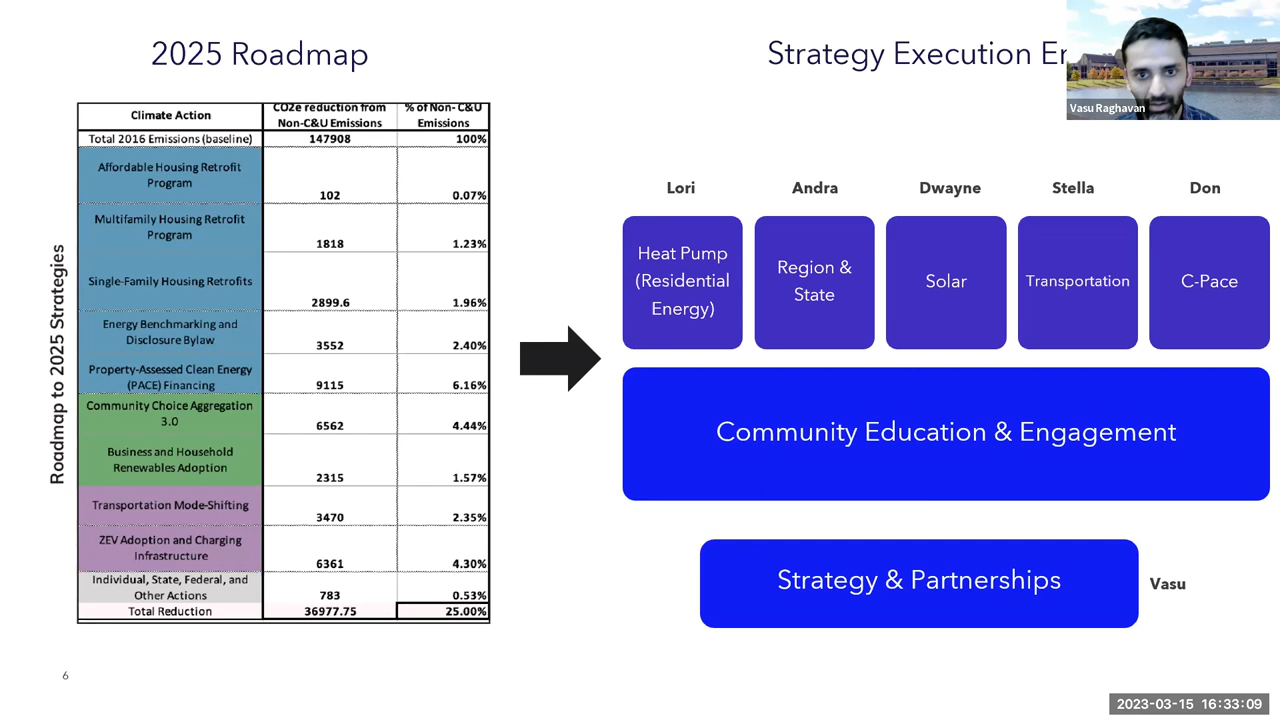 2025 Roadmap
Strategy Execution
Vasu Raghavan
Roadmap to 2025 Strategies
Climate Action
CO2e reduction from
Non-C&U Emissions
% of Non- C&U
Emissions
Total 2016 Emissions (baseline) 147908 100%
Affordable Housing Retrofit
Program
102 0.07%
Multifamily Housing Retrofit
Program
1818 1.23%
Single-Family Housing Retrofits
2899.6 1.96%
Energy Benchmarking and
Disclosure Bylaw
3552 2.40%
Property-Assessed Clean Energy
(PACE) Financing
9115 6.16%
Community Choice Aggregation
3.0
6562 4.44%
Business and Household
Renewables Adoption
2315 1.57%
Transportation Mode-Shifting
3470 2.35%
ZEV Adoption and Charging
Infrastructure
6361 4.30%
Individual, State, Federal, and
Other Actions
783 0.53%
Total Reduction 36977.75 25.00%
Lori
Andra
Dwayne
Stella
Don
Heat Pump
(Residential
Energy)
Region &
State
Solar
Transportation
C-Pace
Community Education & Engagement
Strategy & Partnerships
Vasu
6
2023-03-15 16:33:09